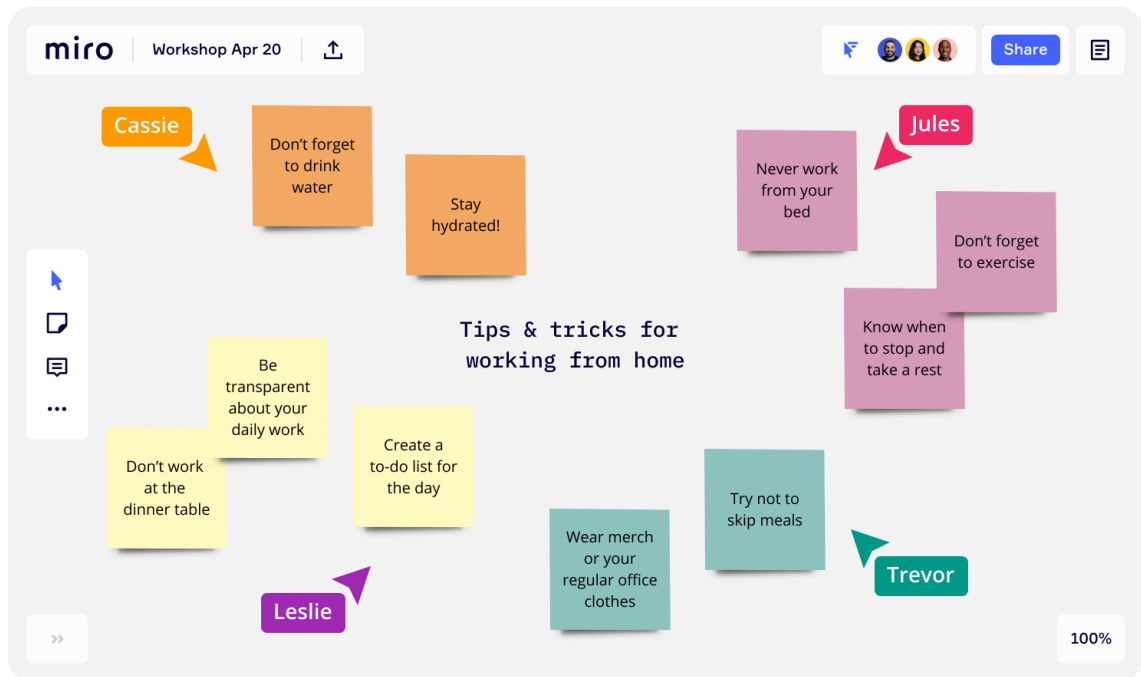 miro
Workshop Apr 20
Share
Cassie
Don’t forget
to drink
water
Stay
hydrated!
Jules
Never work
from your
bed
Don’t forget
to exercise
Know when
to stop and
take a rest
Tips & tricks for
working from home
Be
transparent
about your
daily work
Don’t work
at the
dinner table
Create a
to-do list for
the day
Leslie
Wear merch
or your
regular office
clothes
Try not to
skip meals
Trevor
100%